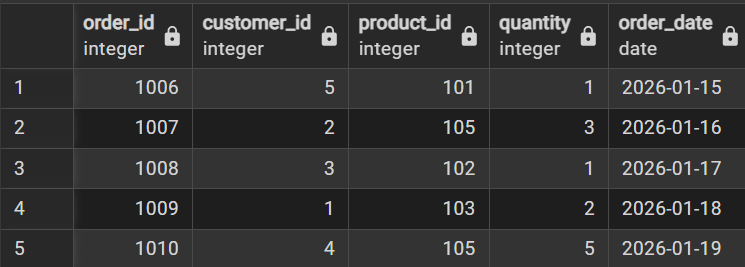 order_id customer_id product_id quantity order_date
integer integer integer integer date
1 1006 5 101 1 2026-01-15
2 1007 2 105 3 2026-01-16
3 1008 3 102 1 2026-01-17
4 1009 1 103 2 2026-01-18
5 1010 4 105 5 2026-01-19